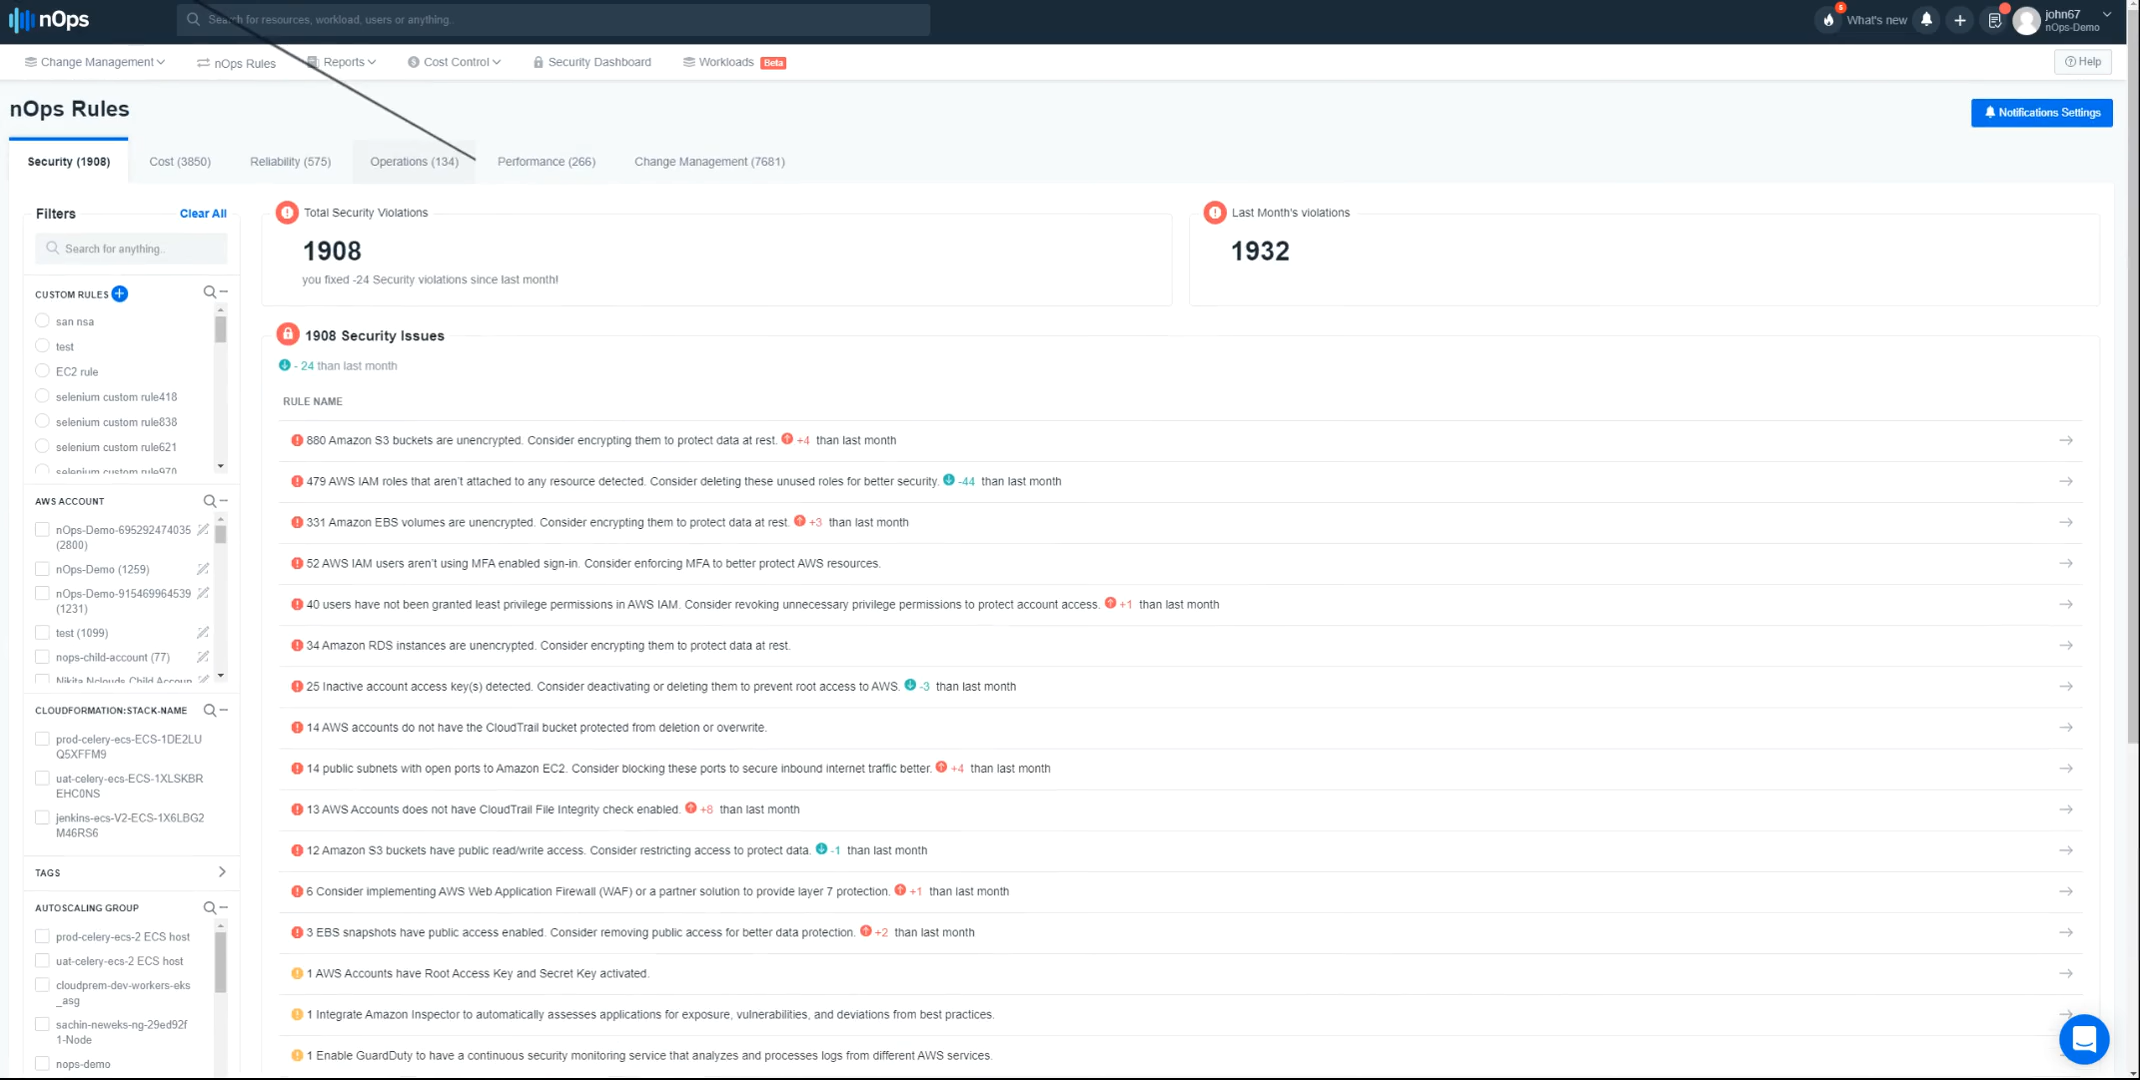 nOps
Search for resources, workload, users or anything..
5
What's new
john67
nOps-Demo
Change Management
nOps Rules
Reports
Cost Control
Security Dashboard
Workloads Beta
Help
nOps Rules
Notifications Settings
Security (1908)
Cost (3850)
Reliability (575)
Operations (134)
Performance (266)
Change Management (7681)
Filters
Clear All
Search for anything..
CUSTOM RULES
san nsa
test
EC2 rule
selenium custom rule418
selenium custom rule838
selenium custom rule621
selenium custom rule970
AWS ACCOUNT
nOps-Demo-695292474035
(2800)
nOps-Demo (1259)
nOps-Demo-915469964539
(1231)
test (1099)
nops-child-account (77)
Nikita Nclouds Child Accoun
CLOUDFORMATION:STACK-NAME
prod-celery-ecs-ECS-1DE2LU
Q5XFFM9
uat-celery-ecs-ECS-1XLSKBR
EHC0NS
jenkins-ecs-V2-ECS-1X6LBG2
M46RS6
TAGS
AUTOSCALING GROUP
prod-celery-ecs-2 ECS host
uat-celery-ecs-2 ECS host
cloudprem-dev-workers-eks
_asg
sachin-neweks-ng-29ed92f
1-Node
nops-demo
Total Security Violations
1908
you fixed -24 Security violations since last month!
Last Month's violations
1932
1908 Security Issues
- 24 than last month
RULE NAME
880 Amazon S3 buckets are unencrypted. Consider encrypting them to protect data at rest. +4 than last month
479 AWS IAM roles that aren't attached to any resource detected. Consider deleting these unused roles for better security. -44 than last month
331 Amazon EBS volumes are unencrypted. Consider encrypting them to protect data at rest. +3 than last month
52 AWS IAM users aren't using MFA enabled sign-in. Consider enforcing MFA to better protect AWS resources.
40 users have not been granted least privilege permissions in AWS IAM. Consider revoking unnecessary privilege permissions to protect account access. +1 than last month
34 Amazon RDS instances are unencrypted. Consider encrypting them to protect data at rest.
25 Inactive account access key(s) detected. Consider deactivating or deleting them to prevent root access to AWS. -3 than last month
14 AWS accounts do not have the CloudTrail bucket protected from deletion or overwrite.
14 public subnets with open ports to Amazon EC2. Consider blocking these ports to secure inbound internet traffic better. +4 than last month
13 AWS Accounts does not have CloudTrail File Integrity check enabled. +8 than last month
12 Amazon S3 buckets have public read/write access. Consider restricting access to protect data. -1 than last month
6 Consider implementing AWS Web Application Firewall (WAF) or a partner solution to provide layer 7 protection. +1 than last month
3 EBS snapshots have public access enabled. Consider removing public access for better data protection. +2 than last month
1 AWS Accounts have Root Access Key and Secret Key activated.
1 Integrate Amazon Inspector to automatically assesses applications for exposure, vulnerabilities, and deviations from best practices.
1 Enable GuardDuty to have a continuous security monitoring service that analyzes and processes logs from different AWS services.